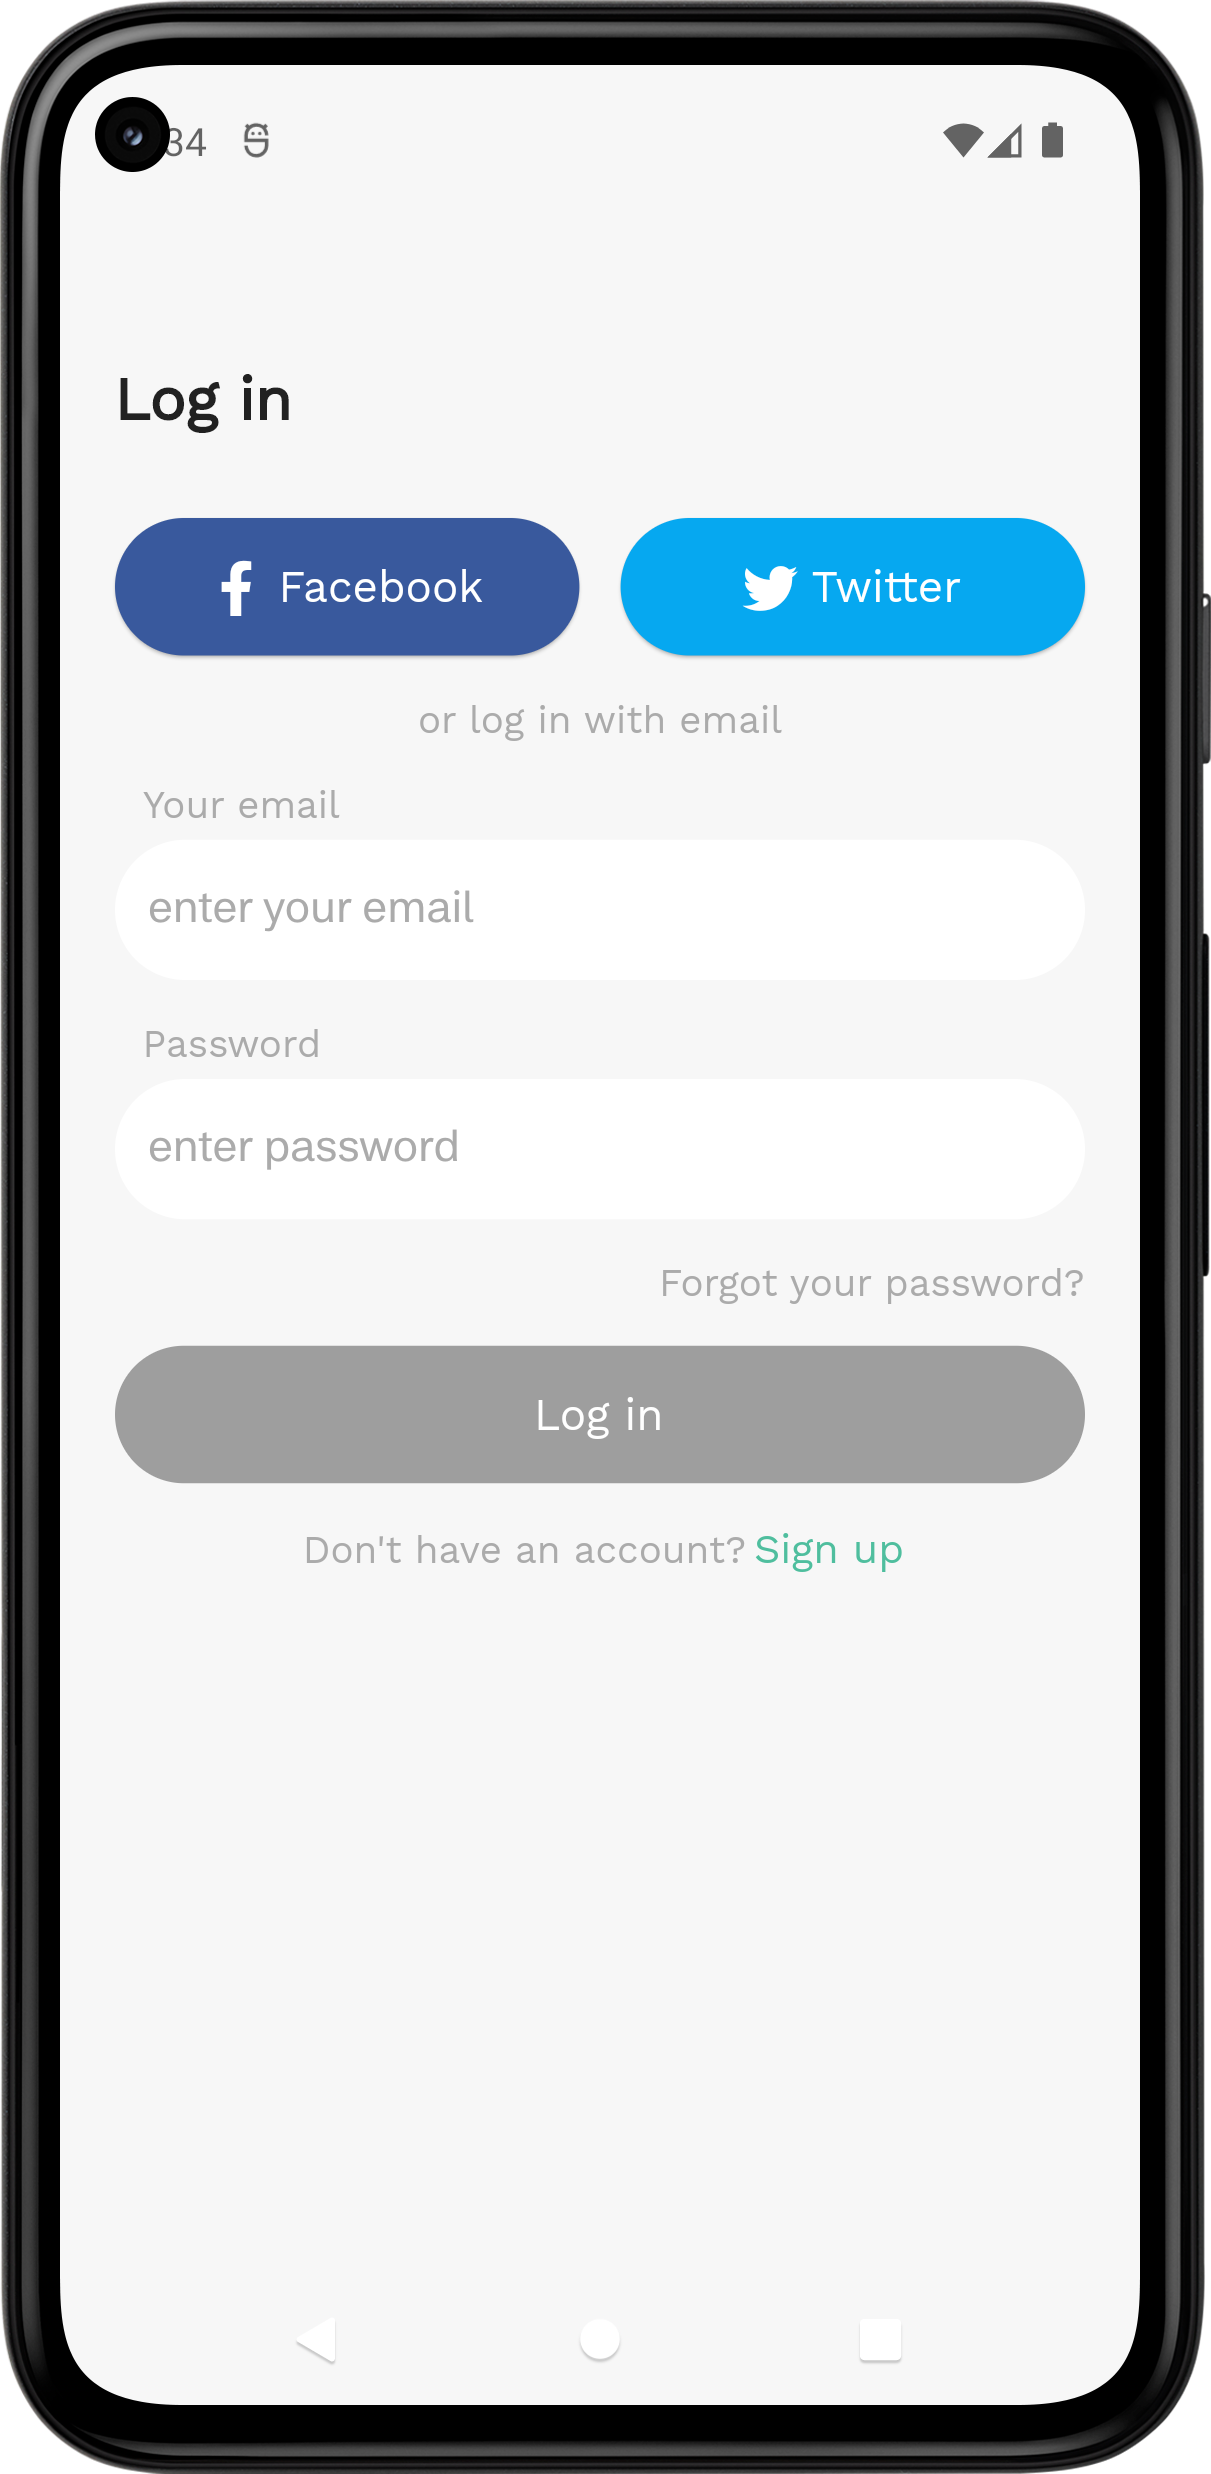 34
Log in
Facebook Twitter
or log in with email
Your email
enter your email
Password
enter password
Forgot your password?
Log in
Don't have an account? Sign up